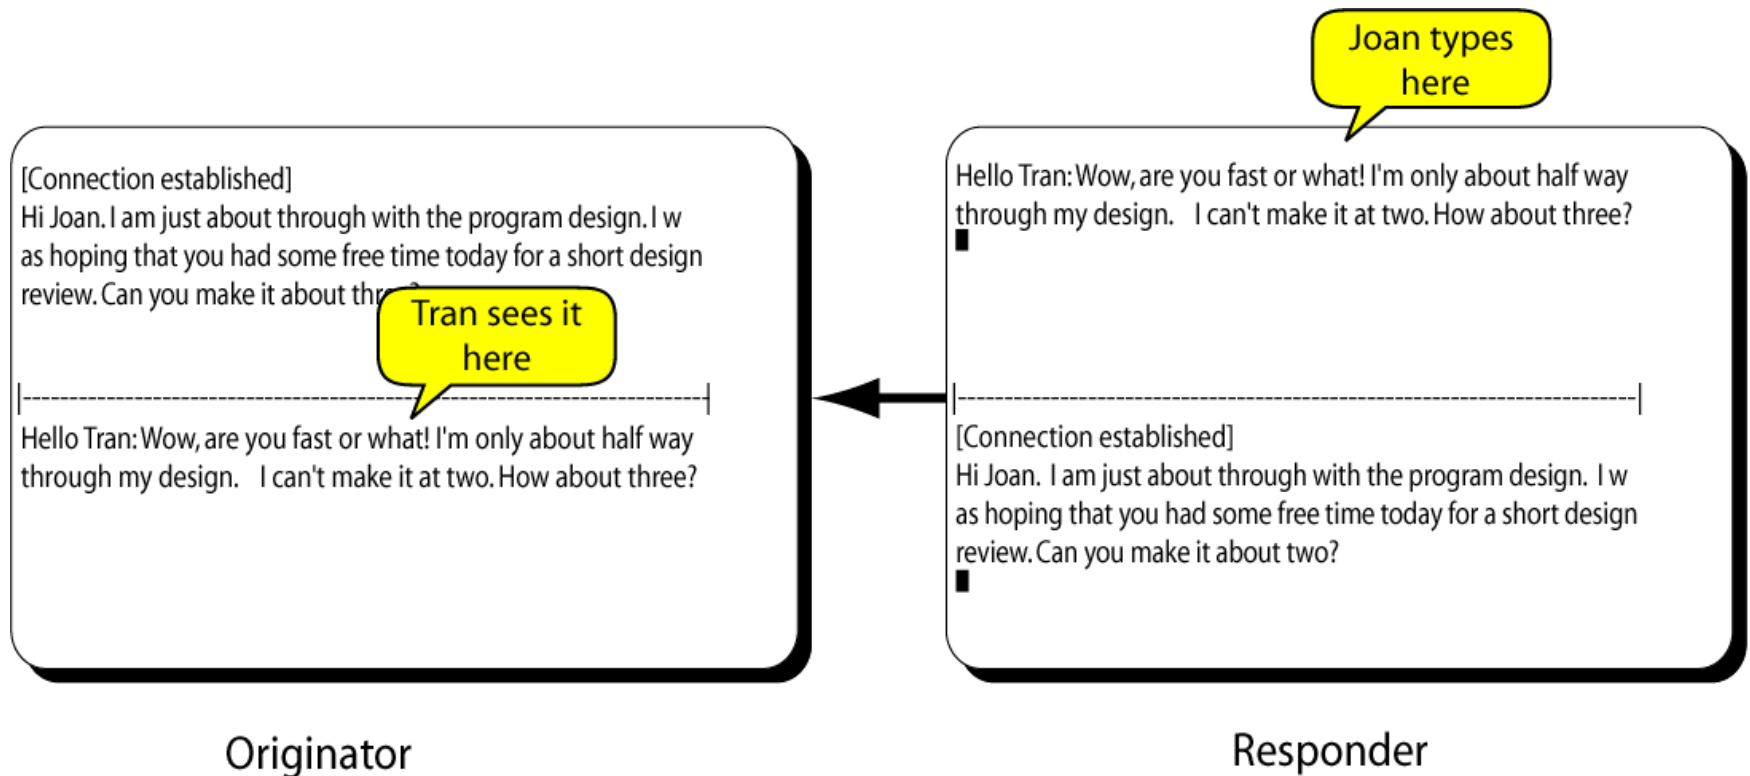 Joan types
here
[Connection established]
Hi Joan. I am just about through with the program design. I w
as hoping that you had some free time today for a short design
review. Can you make it about
Tran sees it
here
|--------------------------------------------------------------------------|
Hello Tran: Wow, are you fast or what! I'm only about half way
through my design. I can't make it at two. How about three?
Originator
Hello Tran: Wow, are you fast or what! I'm only about half way
through my design. I can't make it at two. How about three?
|--------------------------------------------------------------------------|
[Connection established]
Hi Joan. I am just about through with the program design. I w
as hoping that you had some free time today for a short design
review. Can you make it about two?
Responder